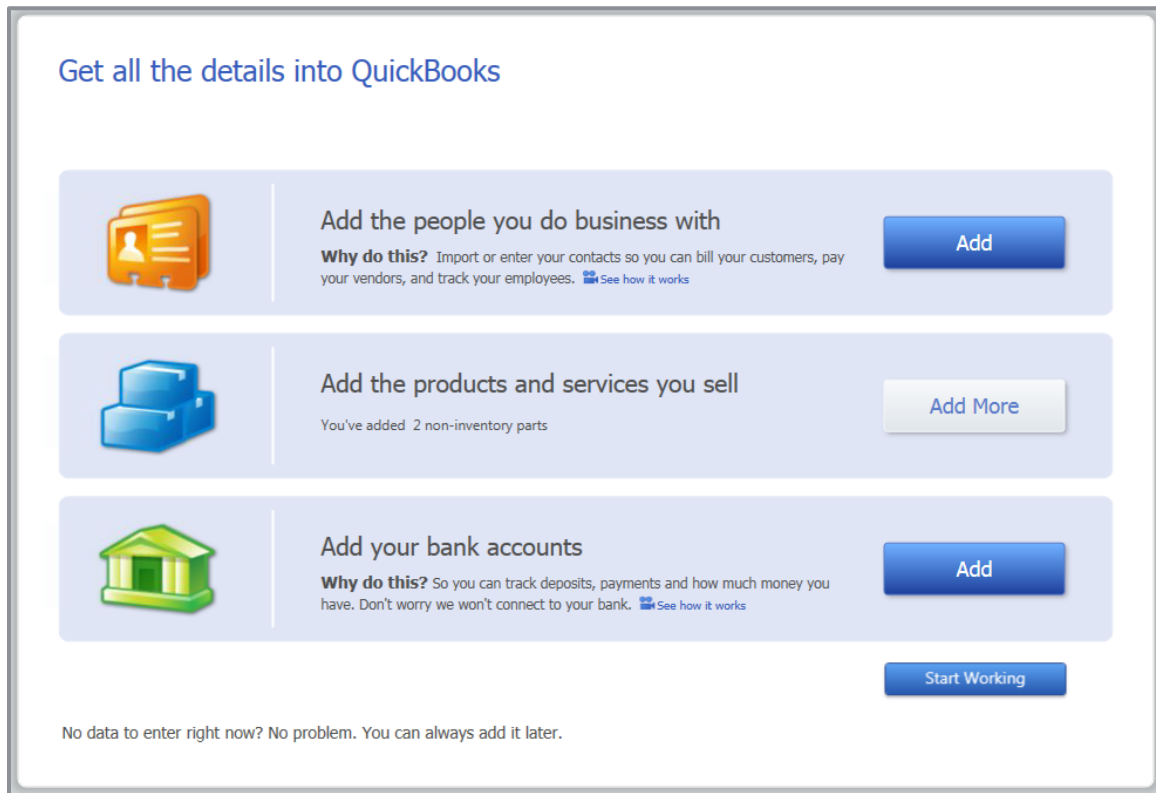 Get all the details into QuickBooks
Add the people you do business with
Why do this? Import or enter your contacts so you can bill your customers, pay
your vendors, and track your employees. See how it works
Add
Add the products and services you sell
You've added 2 non-inventory parts
Add More
Add your bank accounts
Why do this? So you can track deposits, payments and how much money you
have. Don't worry we won't connect to your bank. See how it works
Add
Start Working
No data to enter right now? No problem. You can always add it later.